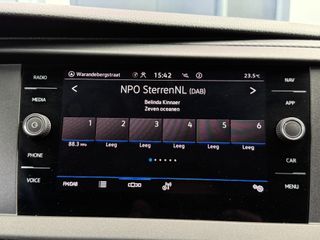 RADIO
MEDIA
PHONE
VOICE
Warandebergstraat 15:42 23.5°C
NPO SterrenNL (DAB)
Belinda Kinnaer
Zeven oceanen
1 2 3 4 5 6
88.3 MHz Leeg Leeg Leeg Leeg Leeg
FM/DAB
NAV
APP
CAR
MENU